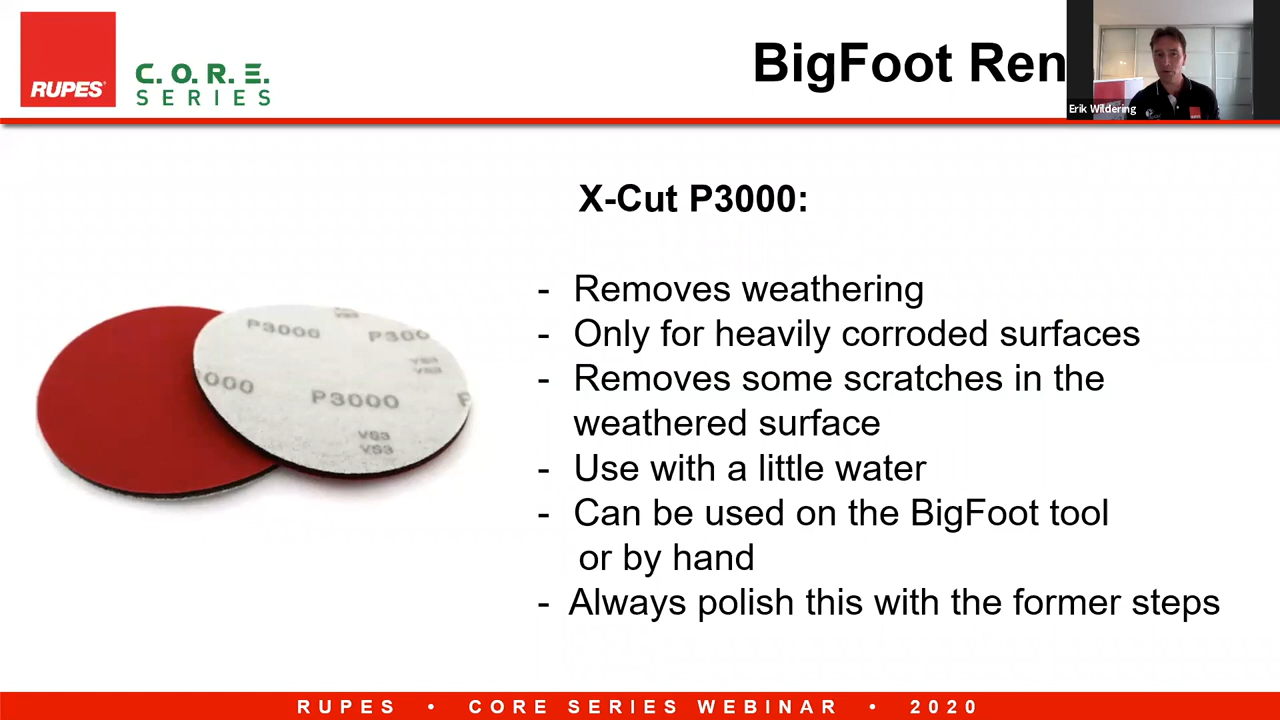 RUPES
C.O.R.E.
SERIES
BigFoot Ren
Erik Wildering
X-Cut P3000:
- Removes weathering
- Only for heavily corroded surfaces
- Removes some scratches in the
weathered surface
- Use with a little water
- Can be used on the BigFoot tool
or by hand
- Always polish this with the former steps
P3000
P300
000
P3000
P
VS3
VS3
RUPES • CORE SERIES WEBINAR • 2020